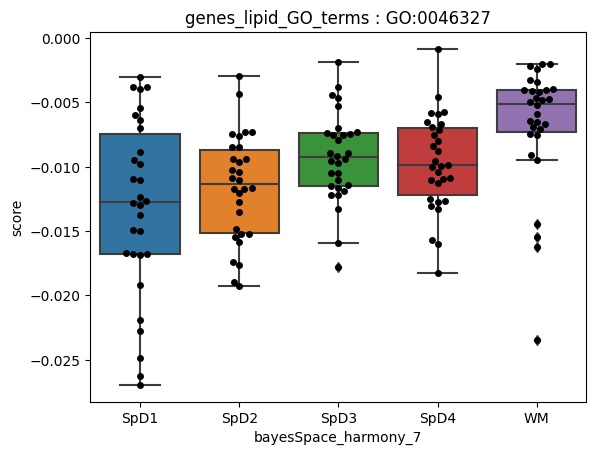 genes_lipid_GO_terms : GO:0046327
0.000
−0.005
−0.010
−0.015
−0.020
−0.025
score
SpD1 SpD2 SpD3 SpD4 WM
bayesSpace_harmony_7